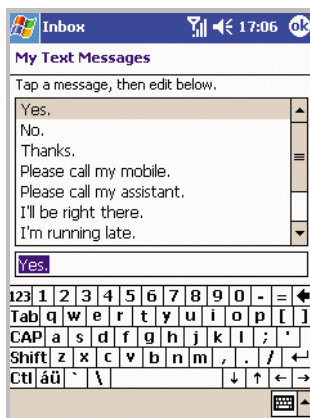 Inbox 17:06 ok
My Text Messages
Tap a message, then edit below.
Yes.
No.
Thanks.
Please call my mobile.
Please call my assistant.
I'll be right there.
I'm running late.
Yes.
123 1 2 3 4 5 6 7 8 9 0 - =
Tab q w e r t y u i o p [ ]
CAP a s d f g h j k l ; '
Shift z x c v b n m , . /
Ctl áü ` \